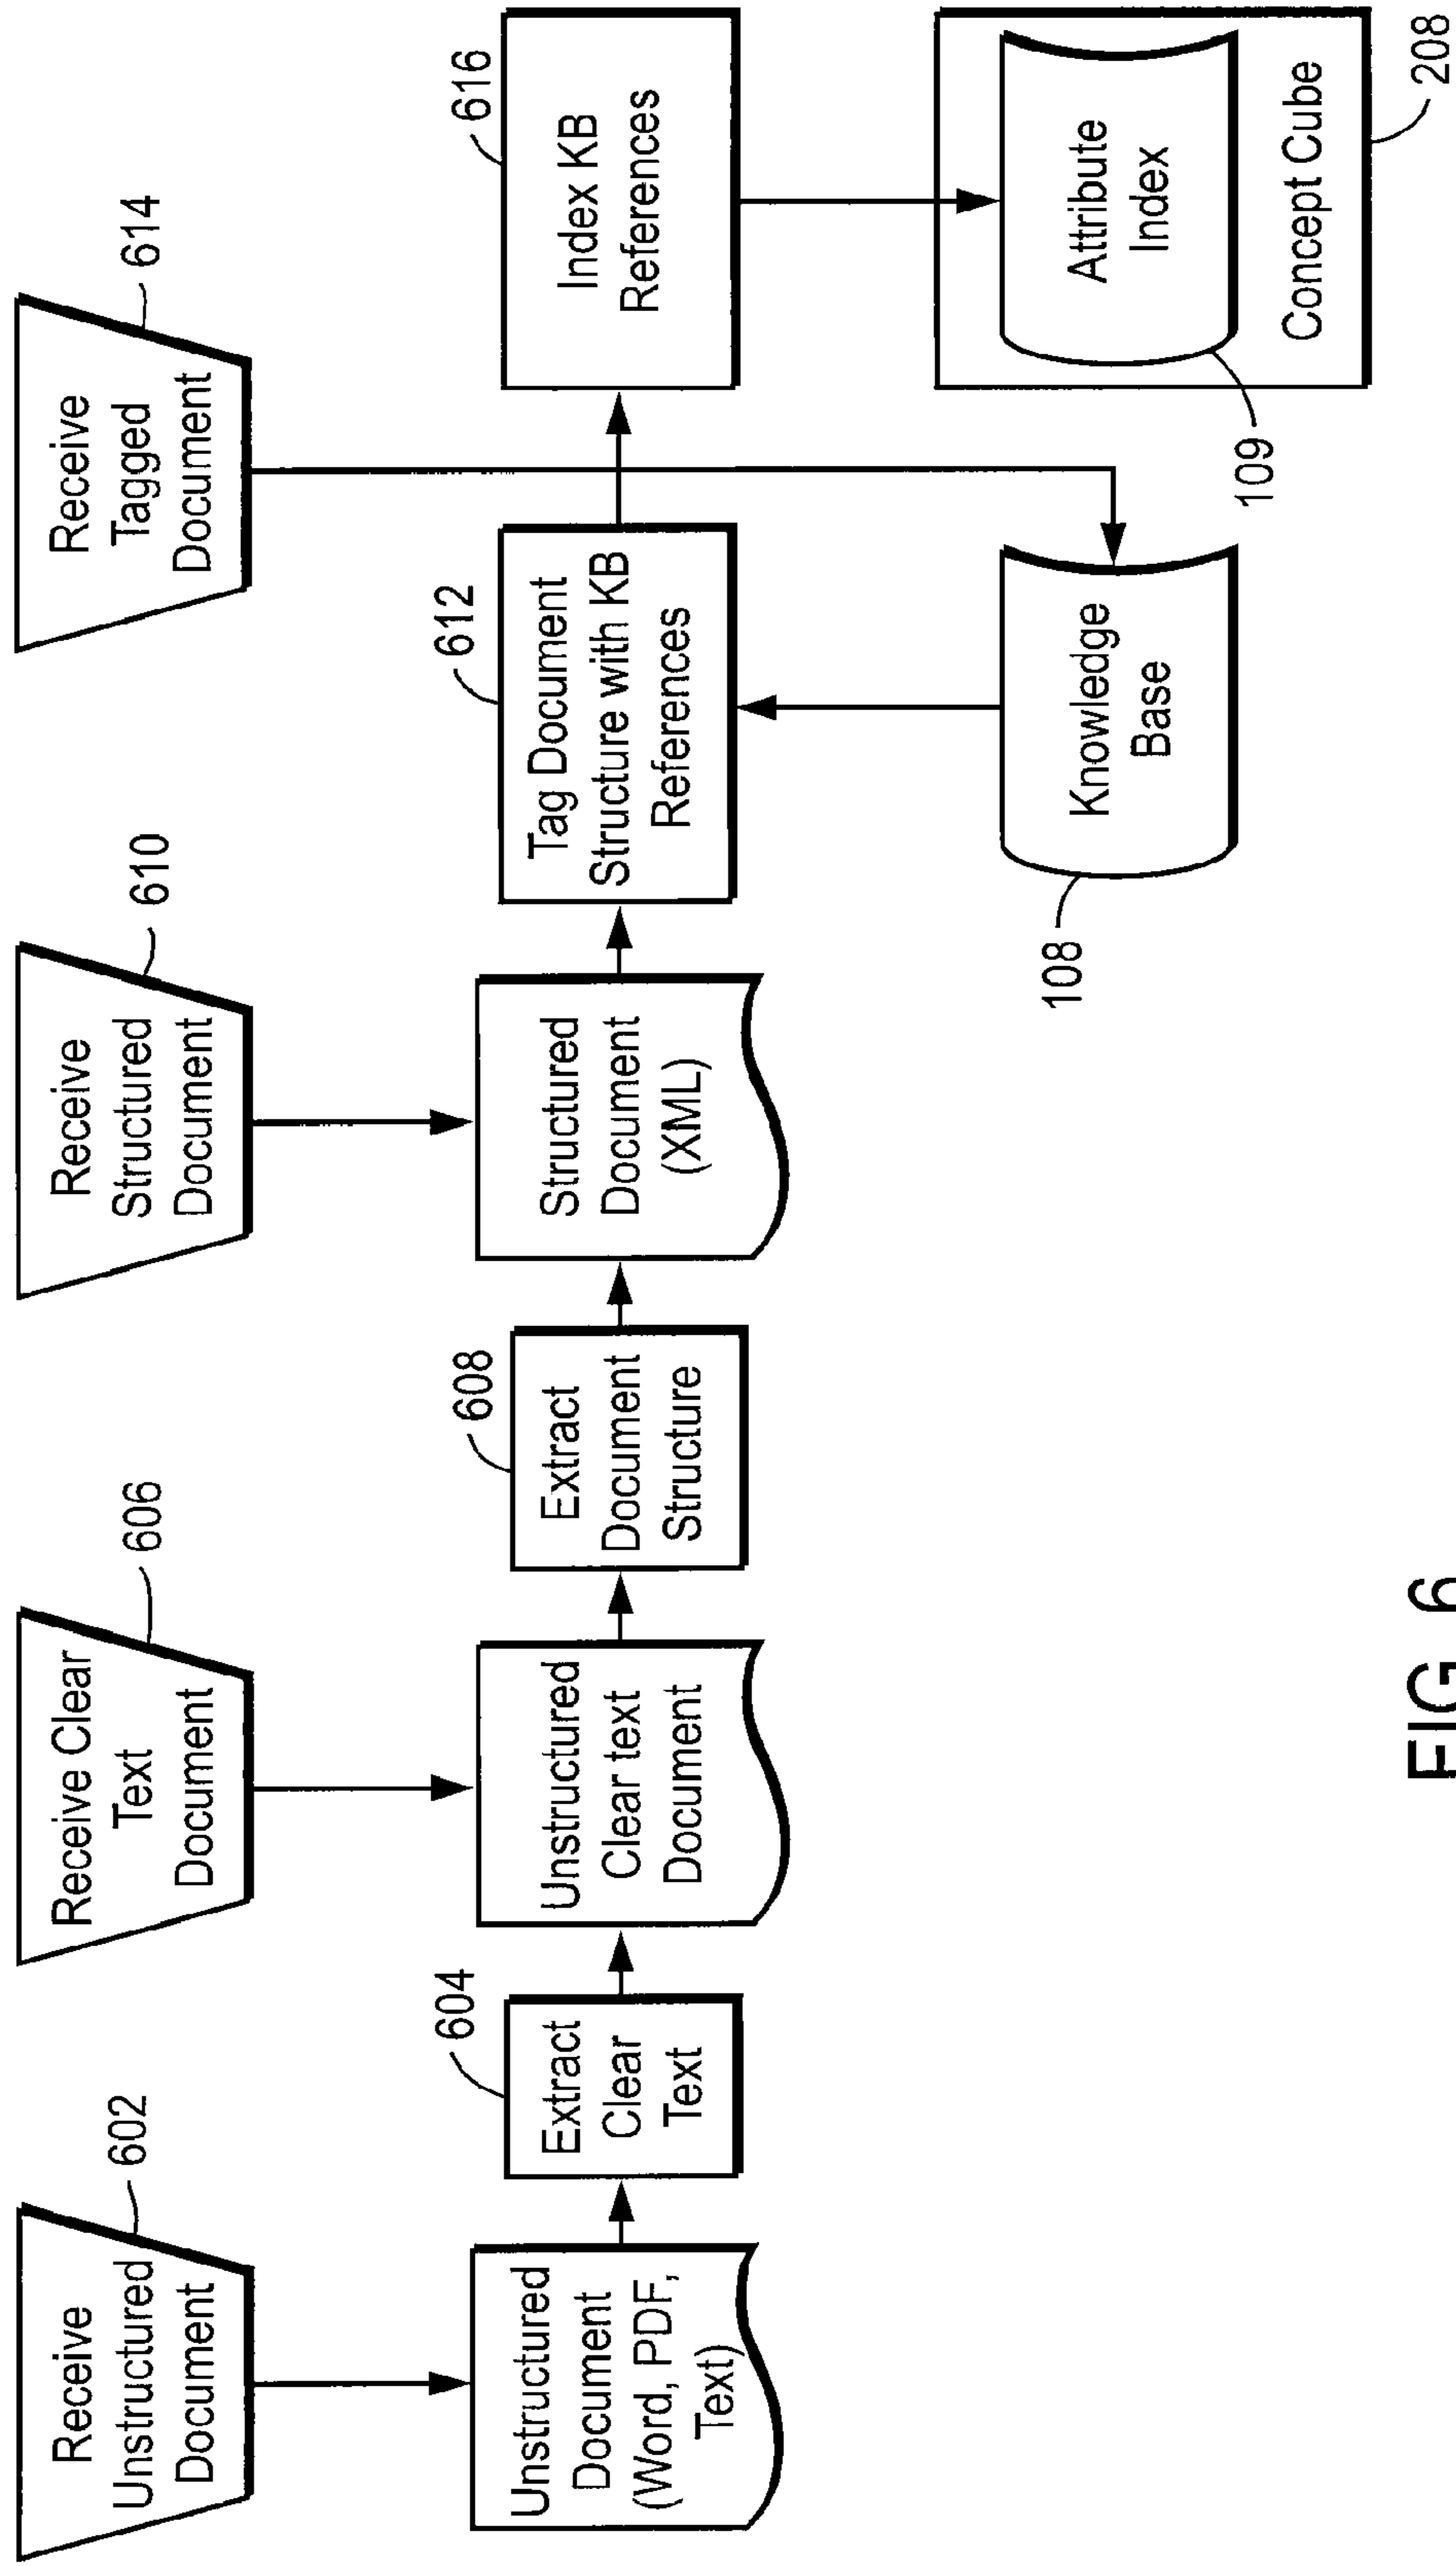 Receive
Unstructured
Document
602
Receive Clear
Text
Document
606
Receive
Structured
Document
610
Receive
Tagged
Document
614
Unstructured
Document
(Word, PDF,
Text)
604
Extract
Clear
Text
Unstructured
Clear text
Document
608
Extract
Document
Structure
Structured
Document
(XML)
612
Tag Document
Structure with KB
References
616
Index KB
References
108
Knowledge
Base
109
Attribute
Index
Concept Cube
208
FIG. 6